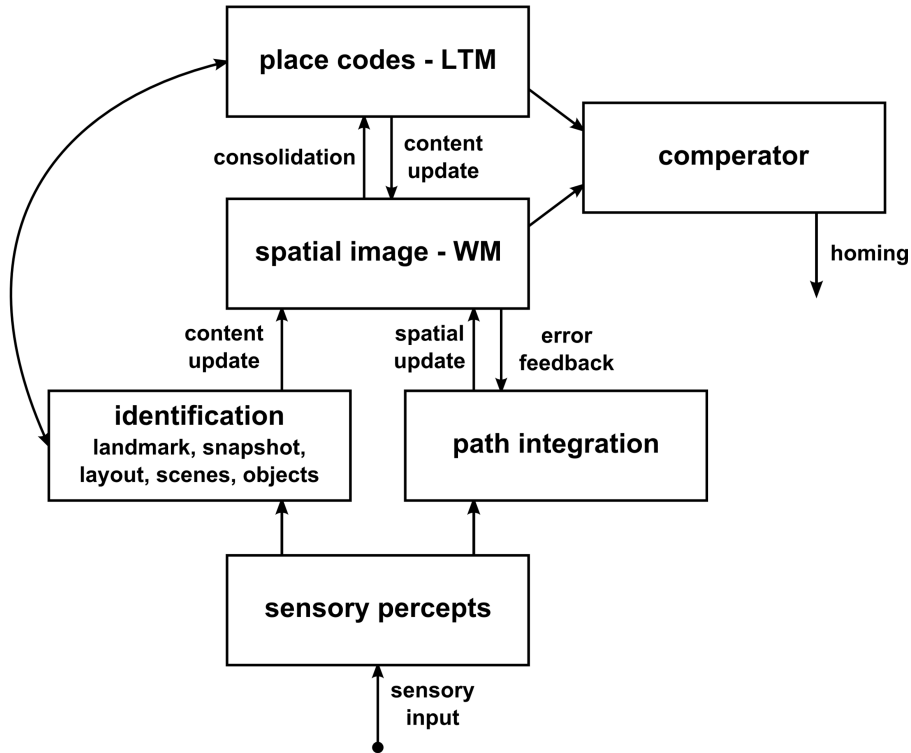 place codes - LTM
comperator
consolidation
content
update
spatial image - WM
homing
content
update
spatial
update
error
feedback
identification
landmark, snapshot,
layout, scenes, objects
path integration
sensory percepts
sensory
input